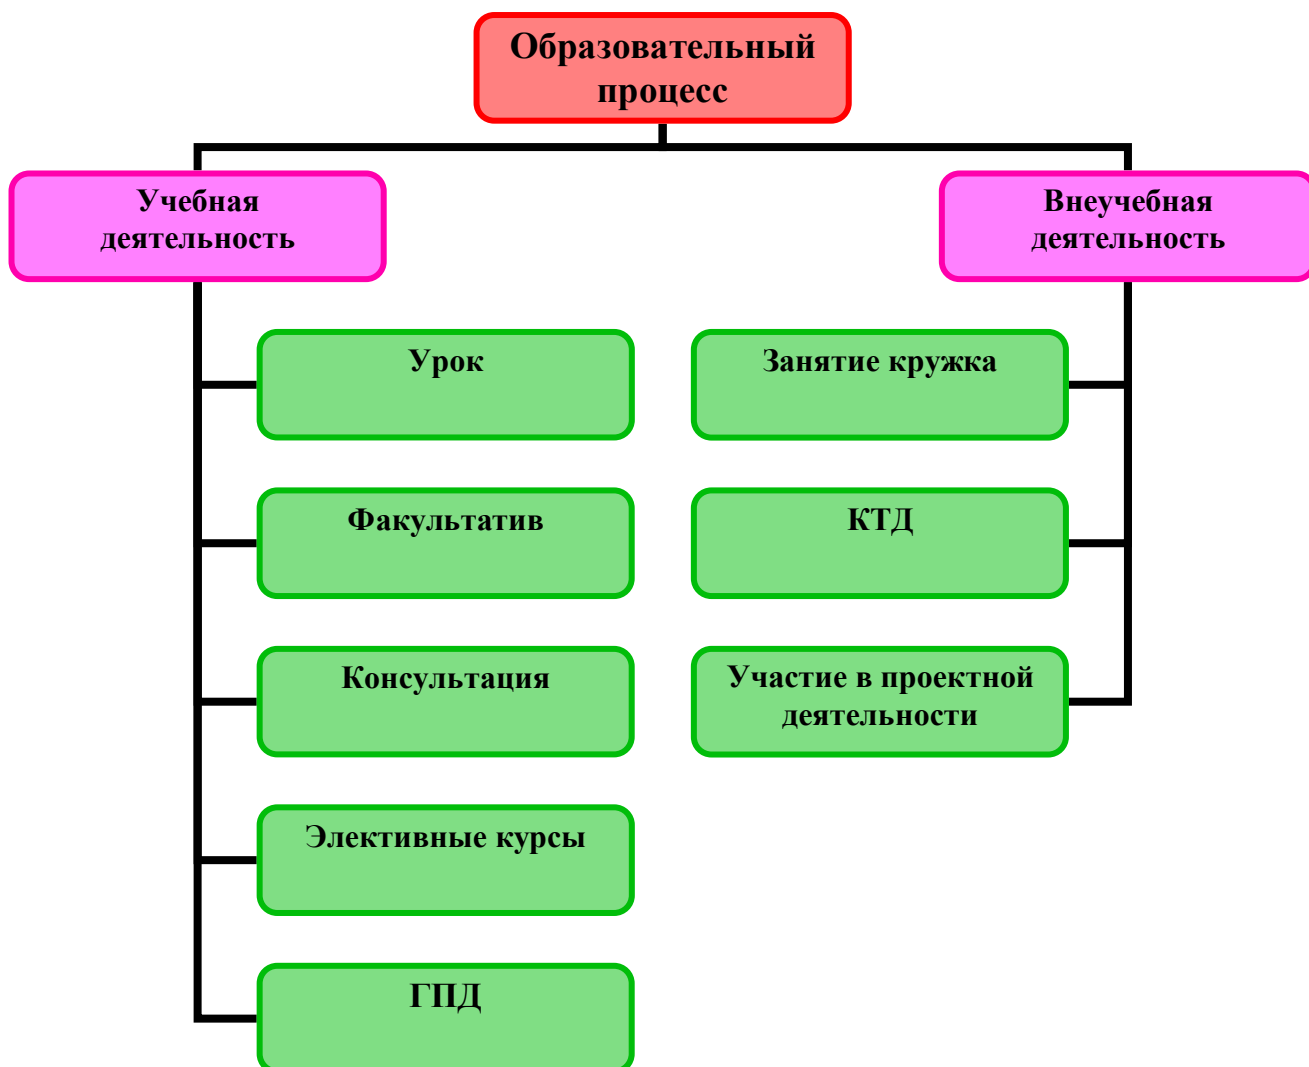 Образовательный
процесс
Учебная
деятельность
Внеучебная
деятельность
Урок
Занятие кружка
Факультатив
КТД
Консультация
Участие в проектной
деятельности
Элективные курсы
ГПД